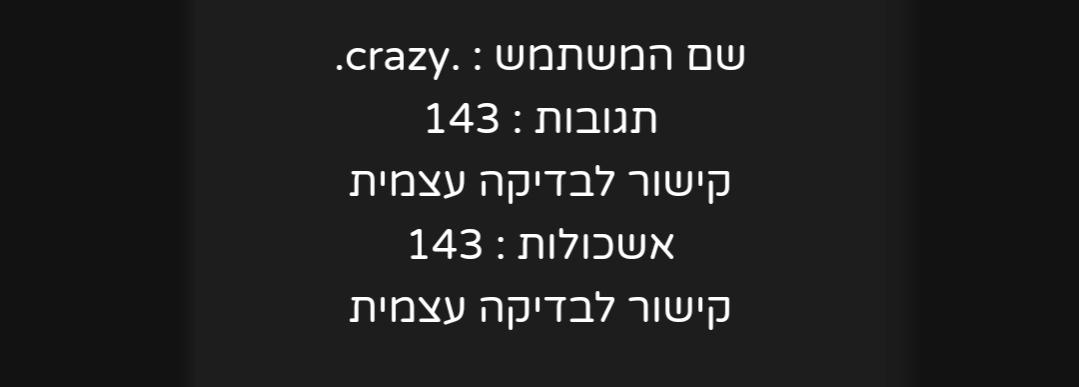 שם המשתמש : .crazy.
תגובות : 143
קישור לבדיקה עצמית
אשכולות : 143
קישור לבדיקה עצמית